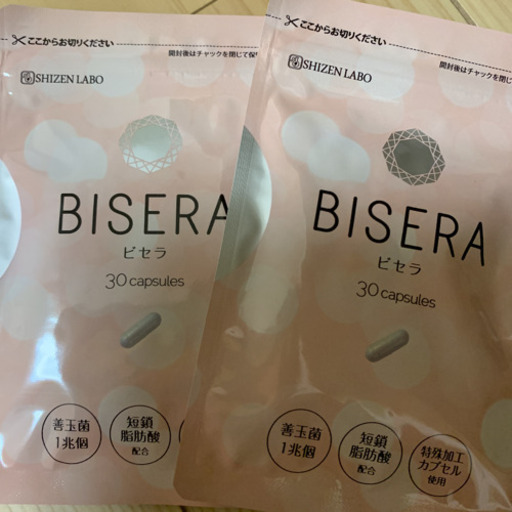 ここからお切りください
開封後はチャックを閉じて保
SHIZEN LABO
BISERA
ビセラ
30 capsules
善玉菌
1兆個
短鎖
脂肪酸
配合
ここからお切りください
開封後はチャックを閉じ
SHIZEN LABO
BISERA
ビセラ
30 capsules
善玉菌
1兆個
短鎖
脂肪酸
配合
特殊加工
カプセル
使用